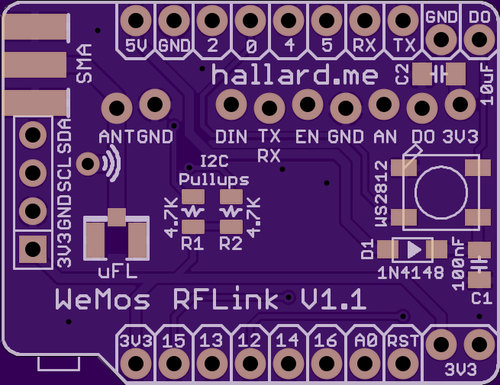 GND DO
5V GND 2 0 4 5 RX TX
SMA
hallard.me
C2
10uF
ANT GND
DIN TX EN GND AN DO 3V3
RX
SDA
SCL
GND
3V3
I2C
Pullups
4.7K 4.7K
R1 R2
WS2812
uFL
D1
1N4148
100nF
C1
WeMos RFLink V1.1
3V3 15 13 12 14 16 A0 RST
3V3